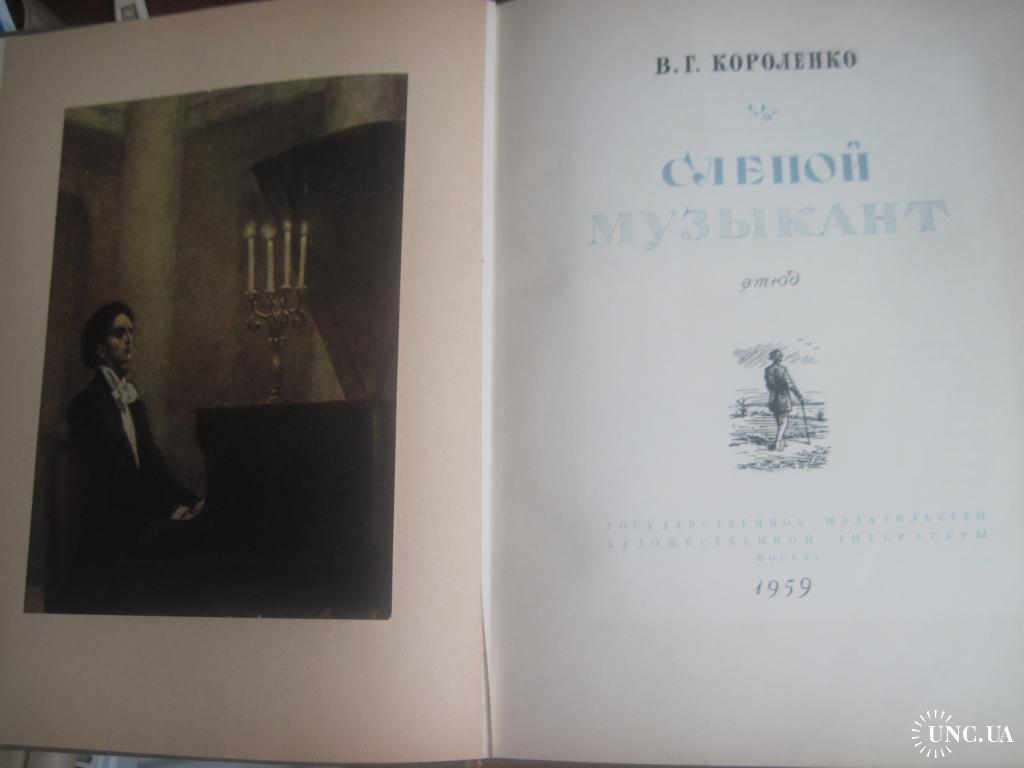 В. Г. КОРОЛЕНКО
СЛЕПОЙ
МУЗЫКАНТ
этюд
ГОСУДАРСТВЕННОЕ ИЗДАТЕЛЬСТВО
ХУДОЖЕСТВЕННОЙ ЛИТЕРАТУРЫ
МОСКВА
1959
UNC.UA